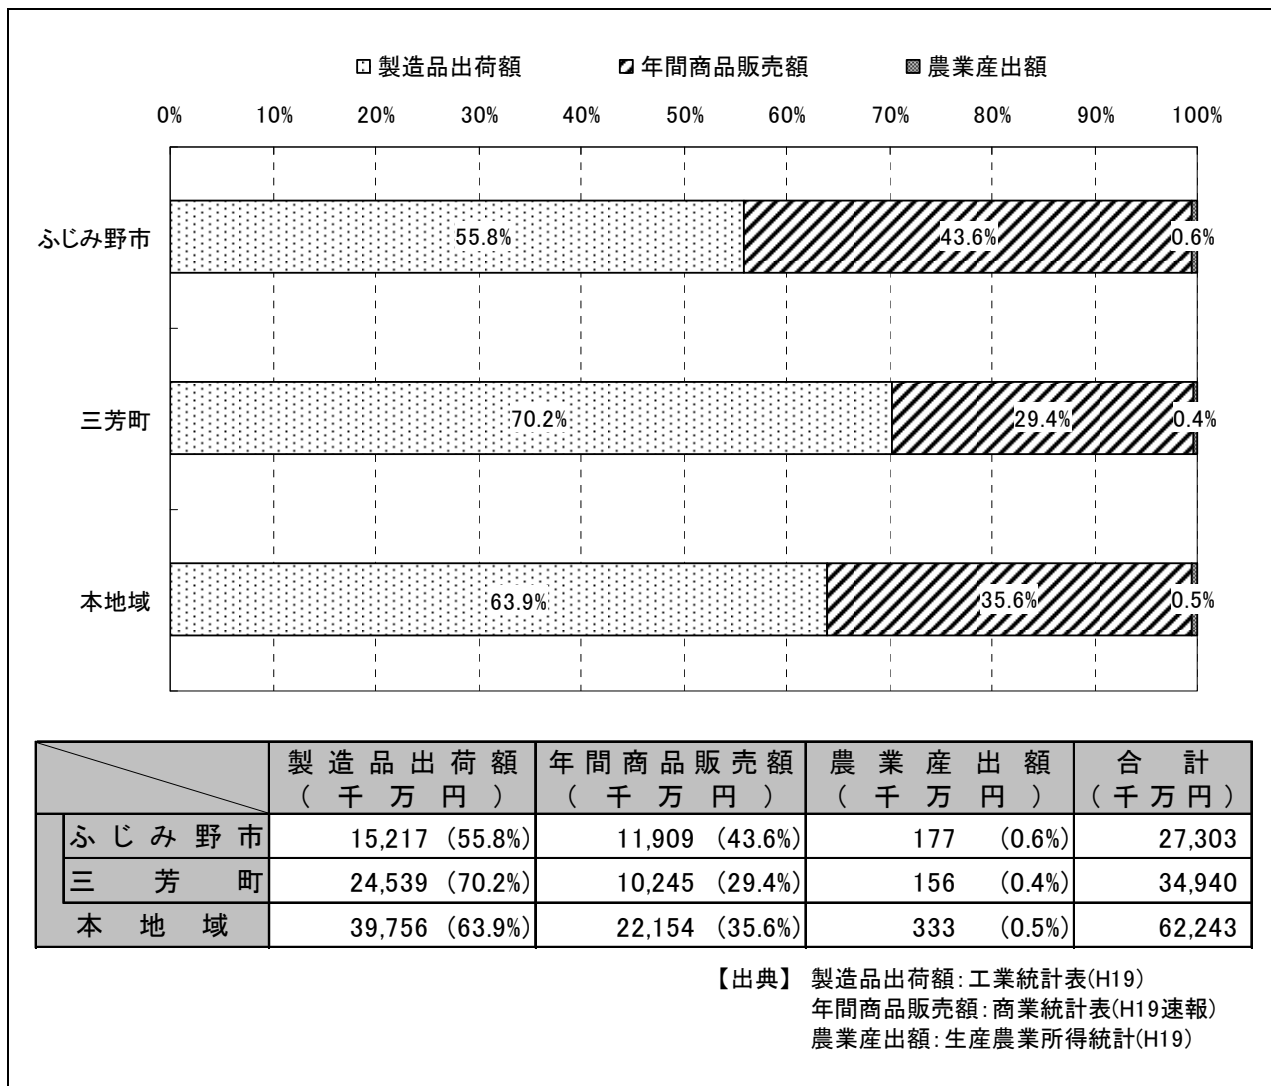 製造品出荷額 年間商品販売額 農業産出額
0% 10% 20% 30% 40% 50% 60% 70% 80% 90% 100%
ふじみ野市 55.8% 43.6% 0.6%
三芳町 70.2% 29.4% 0.4%
本地域 63.9% 35.6% 0.5%
製造品出荷額 年間商品販売額 農業産出額 合計
(千万円) (千万円) (千万円) (千万円)
ふじみ野市 15,217 (55.8%) 11,909 (43.6%) 177 (0.6%) 27,303
三芳町 24,539 (70.2%) 10,245 (29.4%) 156 (0.4%) 34,940
本地域 39,756 (63.9%) 22,154 (35.6%) 333 (0.5%) 62,243
【出典】 製造品出荷額:工業統計表(H19)
年間商品販売額:商業統計表(H19速報)
農業産出額:生産農業所得統計(H19)